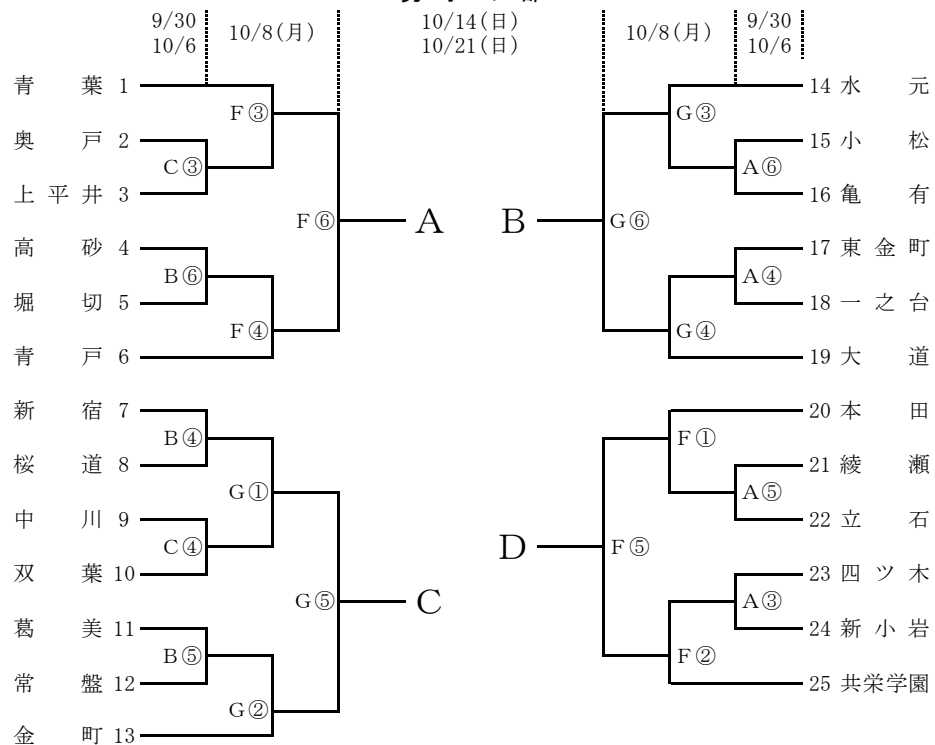 9/30
10/6
10/8(月)
10/14(日)
10/21(日)
10/8(月)
9/30
10/6
青葉 1
F③
奥戸 2
C③
上平井 3
F⑥
A
高砂 4
B⑥
堀切 5
F④
青戸 6
新宿 7
B④
桜道 8
G①
中川 9
C④
双葉 10
G⑤
C
葛美 11
B⑤
常盤 12
G②
金町 13
14 水元
G③
15 小松
A⑥
16 亀有
B
G⑥
17 東金町
A④
18 一之台
G④
19 大道
20 本田
F①
21 綾瀬
A⑤
22 立石
D
F⑤
23 四ツ木
A③
24 新小岩
F②
25 共栄学園